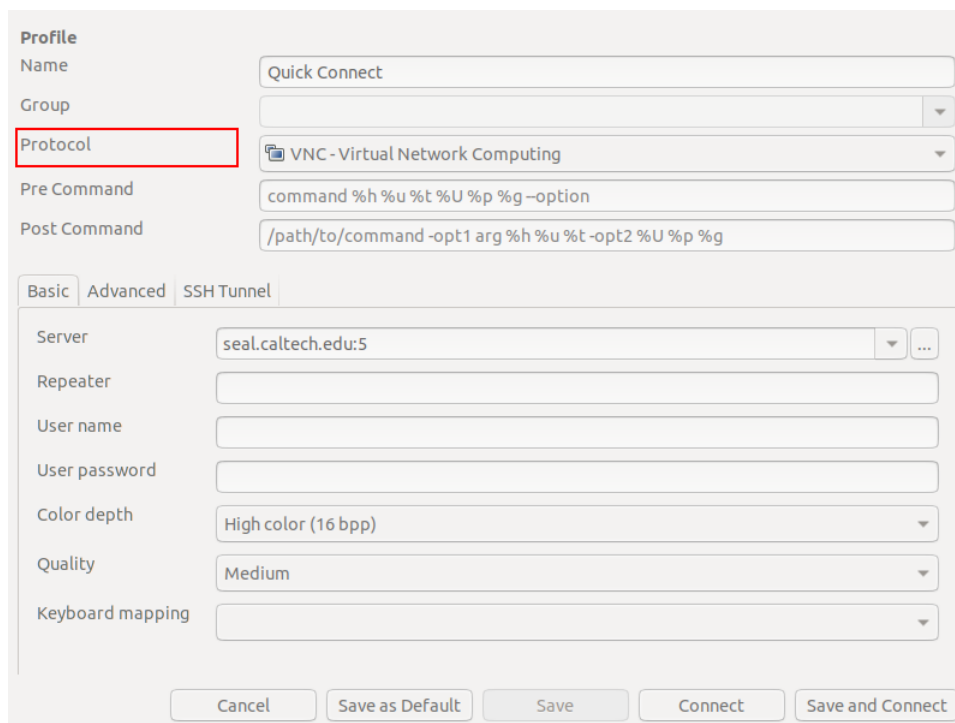 Profile
Name Quick Connect
Group
Protocol VNC - Virtual Network Computing
Pre Command command %h %u %t %U %p %g --option
Post Command /path/to/command -opt1 arg %h %u %t -opt2 %U %p %g
Basic Advanced SSH Tunnel
Server seal.caltech.edu:5 ...
Repeater
User name
User password
Color depth High color (16 bpp)
Quality Medium
Keyboard mapping
Cancel Save as Default Save Connect Save and Connect